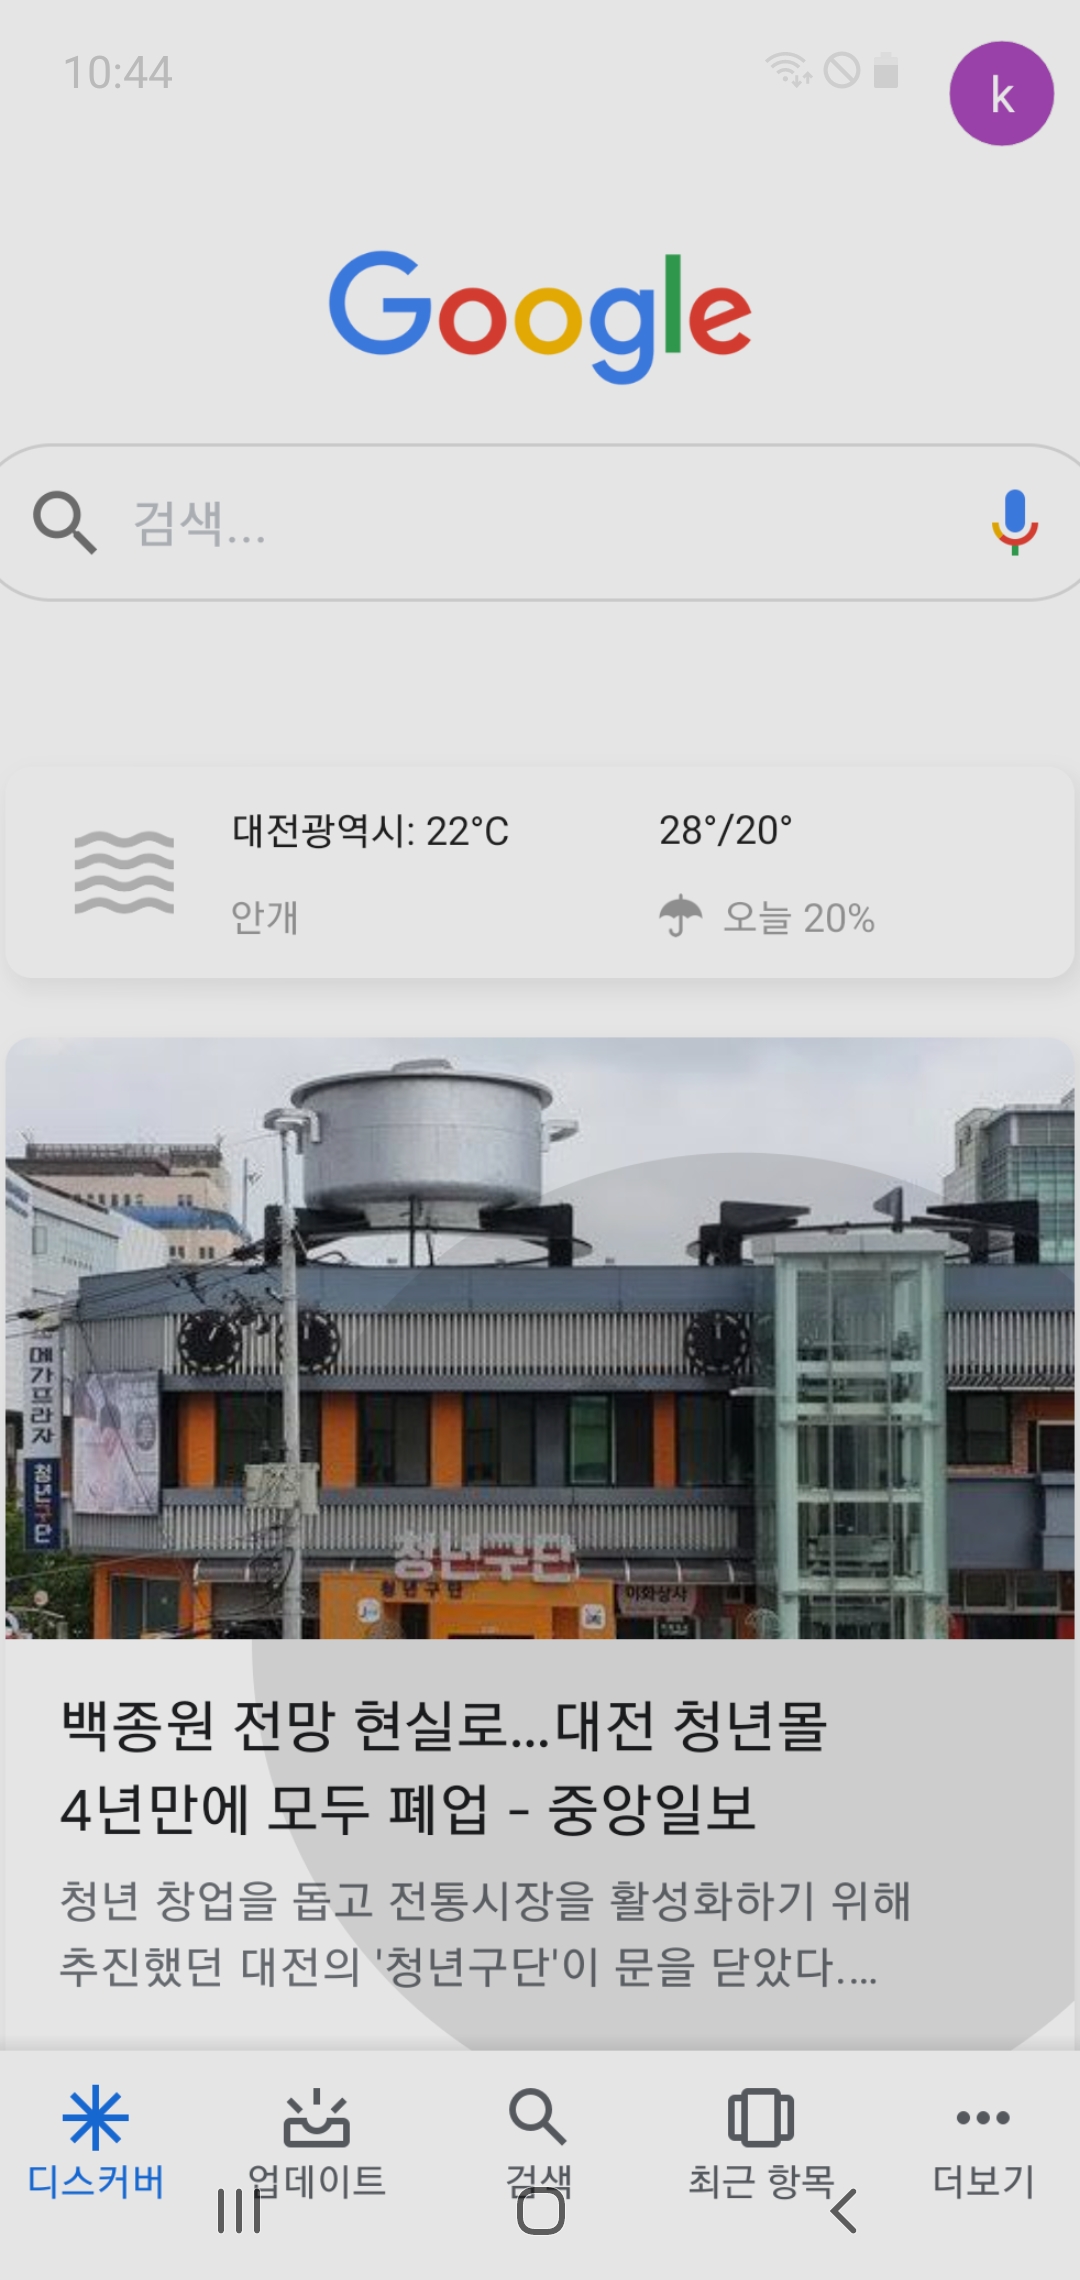 10:44
k
Google
검색...
대전광역시: 22°C
28°/20°
안개
오늘 20%
메가프라자
청년구단
청년구단
청년구단
이화상사
백종원 전망 현실로...대전 청년몰
4년만에 모두 폐업 - 중앙일보
청년 창업을 돕고 전통시장을 활성화하기 위해
추진했던 대전의 '청년구단'이 문을 닫았다....
디스커버
업데이트
검색
최근 항목
더보기